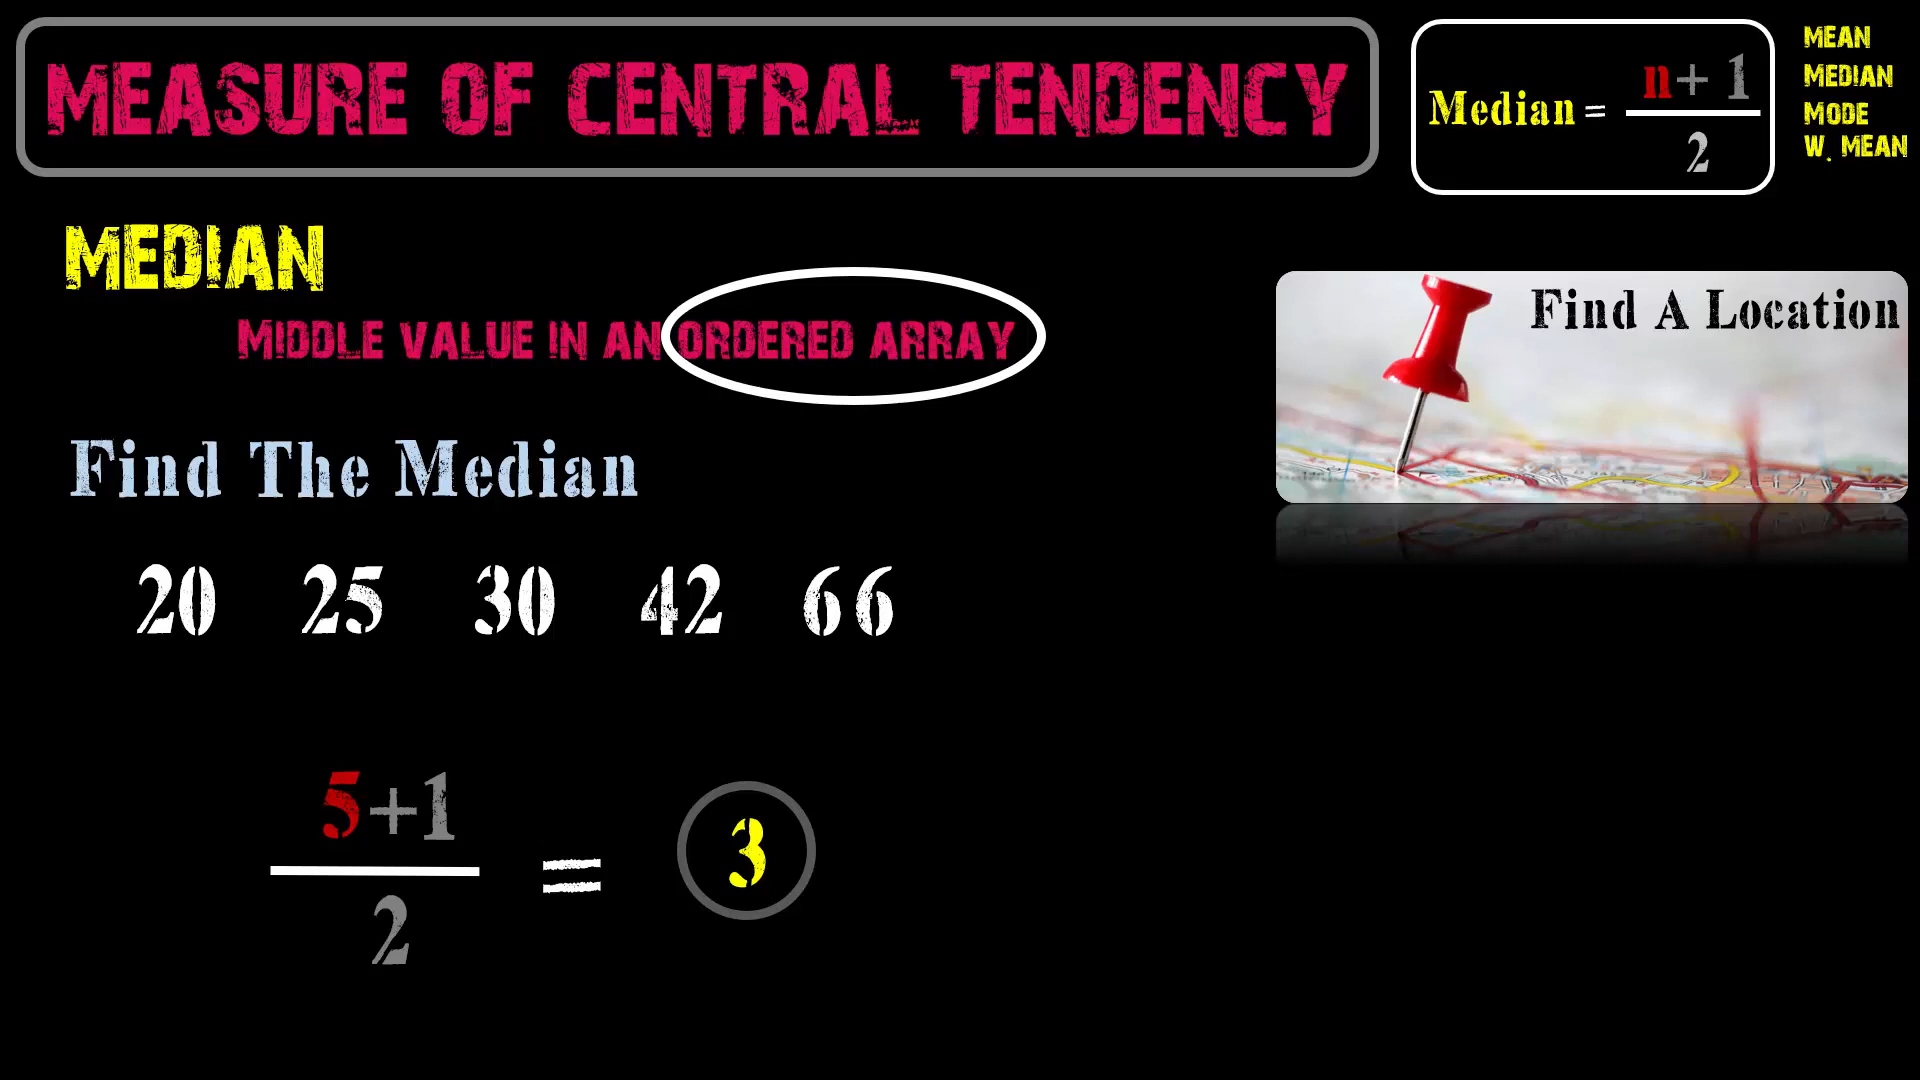 MEASURE OF CENTRAL TENDENCY
Median = n + 1
2
MEAN
MEDIAN
MODE
W. MEAN
MEDIAN
MIDDLE VALUE IN AN ORDERED ARRAY
Find A Location
Find The Median
20 25 30 42 66
5+1
2
= 3